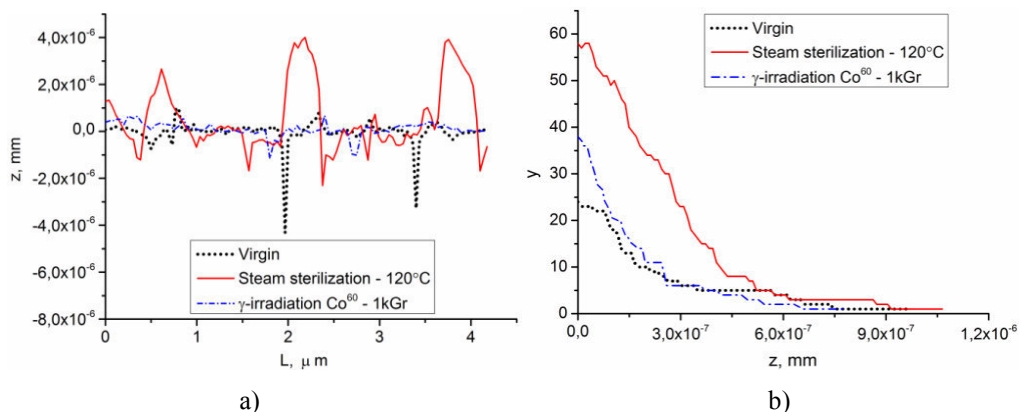 4,0x10⁻⁶
2,0x10⁻⁶
0,0
-2,0x10⁻⁶
-4,0x10⁻⁶
-6,0x10⁻⁶
-8,0x10⁻⁶
z, mm
Virgin
Steam sterilization - 120°C
γ-irradiation Co⁶⁰ - 1kGr
0 1 2 3 4
L, μ m
a)
60
50
40
30
20
10
0
y
Virgin
Steam sterilization - 120°C
γ-irradiation Co⁶⁰ - 1kGr
0,0 3,0x10⁻⁷ 6,0x10⁻⁷ 9,0x10⁻⁷ 1,2x10⁻⁶
z, mm
b)